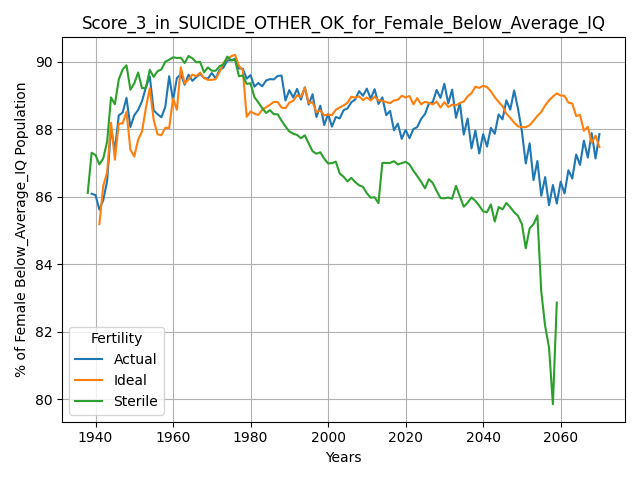 Score_3_in_SUICIDE_OTHER_OK_for_Female_Below_Average_IQ
% of Female Below_Average_IQ Population
90
88
86
84
82
80
Fertility
Actual
Ideal
Sterile
1940 1960 1980 2000 2020 2040 2060
Years